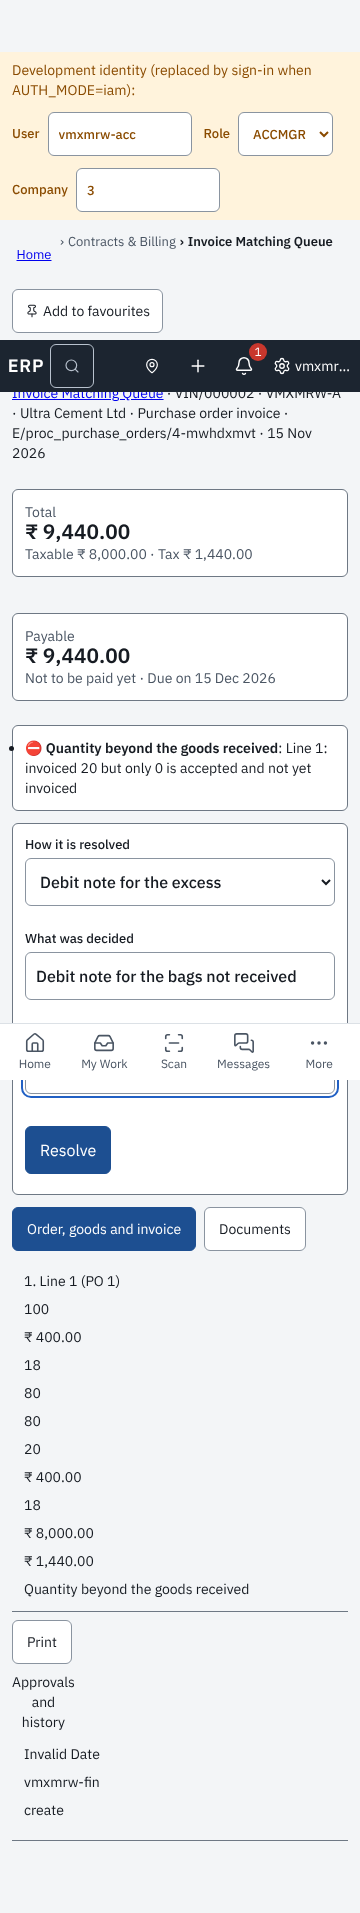 Development identity (replaced by sign-in when
AUTH_MODE=iam):
User vmxmrw-acc Role ACCMGR
Company 3
› Contracts & Billing › Invoice Matching Queue
Home
Add to favourites
ERP 1 vmxmr...
Invoice Matching Queue · VIN/000002 · VMXMRW-A
· Ultra Cement Ltd · Purchase order invoice ·
E/proc_purchase_orders/4-mwhdxmvt · 15 Nov
2026
Total
₹ 9,440.00
Taxable ₹ 8,000.00 · Tax ₹ 1,440.00
Payable
₹ 9,440.00
Not to be paid yet · Due on 15 Dec 2026
Quantity beyond the goods received: Line 1:
invoiced 20 but only 0 is accepted and not yet
invoiced
How it is resolved
Debit note for the excess
What was decided
Debit note for the bags not received
Home My Work Scan Messages More
Resolve
Order, goods and invoice Documents
1. Line 1 (PO 1)
100
₹ 400.00
18
80
80
20
₹ 400.00
18
₹ 8,000.00
₹ 1,440.00
Quantity beyond the goods received
Print
Approvals
and
history
Invalid Date
vmxmrw-fin
create